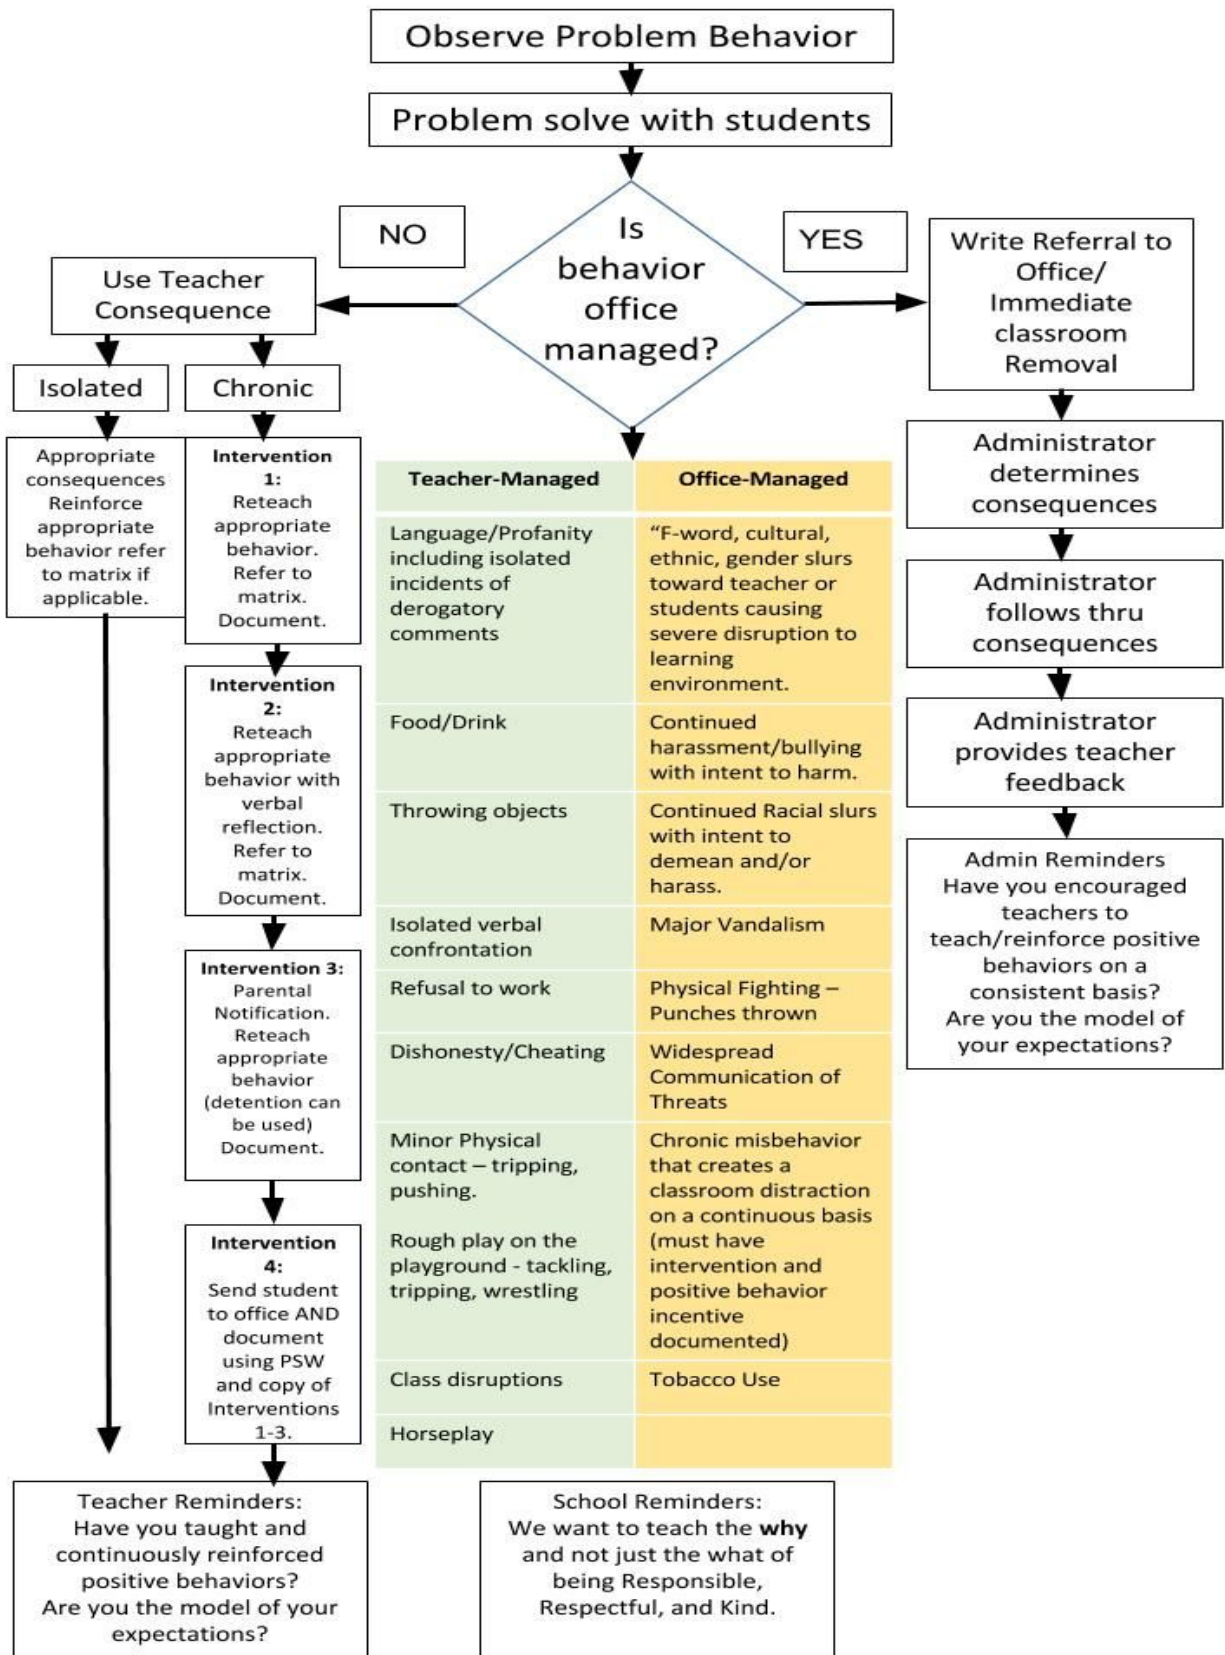 Observe Problem Behavior
Problem solve with students
Is
behavior
office
managed?
NO
YES
Use Teacher
Consequence
Isolated
Chronic
Appropriate
consequences
Reinforce
appropriate
behavior refer
to matrix if
applicable.
Intervention
1:
Reteach
appropriate
behavior.
Refer to
matrix.
Document.
Intervention
2:
Reteach
appropriate
behavior with
verbal
reflection.
Refer to
matrix.
Document.
Intervention 3:
Parental
Notification.
Reteach
appropriate
behavior
(detention can
be used)
Document.
Intervention
4:
Send student
to office AND
document
using PSW
and copy of
Interventions
1-3.
Teacher Reminders:
Have you taught and
continuously reinforced
positive behaviors?
Are you the model of your
expectations?
Teacher-Managed
Office-Managed
Language/Profanity
including isolated
incidents of
derogatory
comments
“F-word, cultural,
ethnic, gender slurs
toward teacher or
students causing
severe disruption to
learning
environment.
Food/Drink
Continued
harassment/bullying
with intent to harm.
Throwing objects
Continued Racial slurs
with intent to
demean and/or
harass.
Isolated verbal
confrontation
Major Vandalism
Refusal to work
Physical Fighting –
Punches thrown
Dishonesty/Cheating
Widespread
Communication of
Threats
Minor Physical
contact – tripping,
pushing.
Rough play on the
playground - tackling,
tripping, wrestling
Chronic misbehavior
that creates a
classroom distraction
on a continuous basis
(must have
intervention and
positive behavior
incentive
documented)
Class disruptions
Tobacco Use
Horseplay
School Reminders:
We want to teach the why
and not just the what of
being Responsible,
Respectful, and Kind.
Write Referral to
Office/
Immediate
classroom
Removal
Administrator
determines
consequences
Administrator
follows thru
consequences
Administrator
provides teacher
feedback
Admin Reminders
Have you encouraged
teachers to
teach/reinforce positive
behaviors on a
consistent basis?
Are you the model of
your expectations?